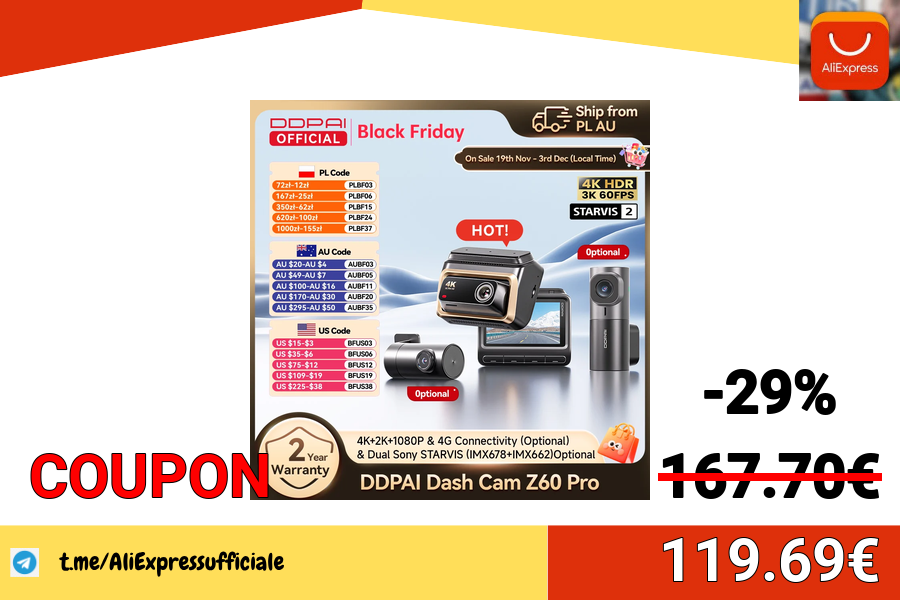 AliExpress
DDPAI
OFFICIAL
Black Friday
Ship from
PL AU
On Sale 19th Nov - 3rd Dec (Local Time)
PL Code
72zł-12zł PLBF03
167zł-25zł PLBF06
350zł-62zł PLBF15
620zł-100zł PLBF24
1000zł-155zł PLBF37
4K HDR
3K 60FPS
STARVIS 2
HOT!
Optional
AU Code
AU $20-AU $4 AUBF03
AU $49-AU $7 AUBF05
AU $100-AU $16 AUBF11
AU $170-AU $30 AUBF20
AU $295-AU $50 AUBF35
4K
DDPAI
US Code
US $15-$3 BFUS03
US $35-$6 BFUS06
US $75-$12 BFUS12
US $109-$19 BFUS19
US $225-$38 BFUS38
Optional
-29%
2 Year
Warranty
4K+2K+1080P & 4G Connectivity (Optional)
& Dual Sony STARVIS (IMX678+IMX662)Optional
DDPAI Dash Cam Z60 Pro
COUPON
167.70€
t.me/AliExpressufficiale
119.69€